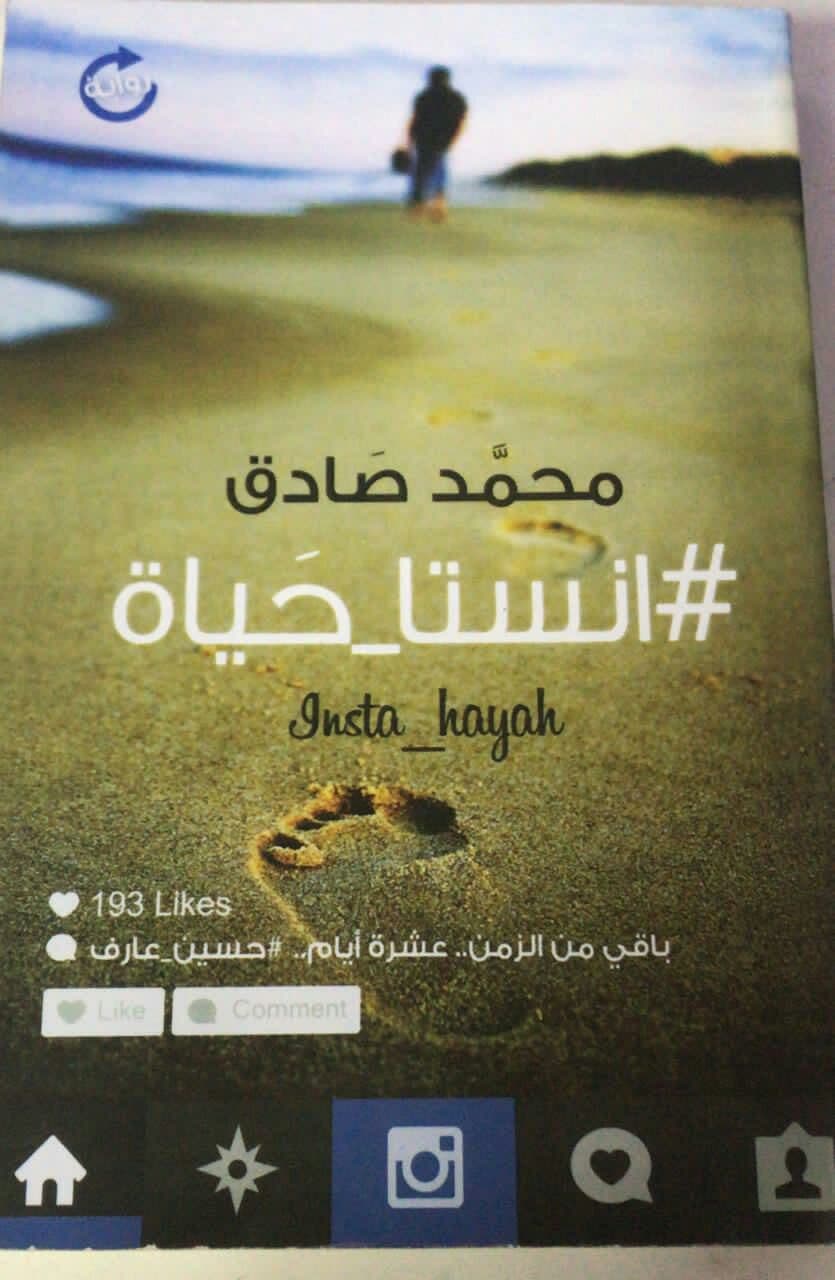 رواية
محمَّد صَادق
#انستا_حَياة
Insta_hayah
193 Likes
باقي من الزمن.. عشرة أيام.. #حسين_عارف
Like Comment